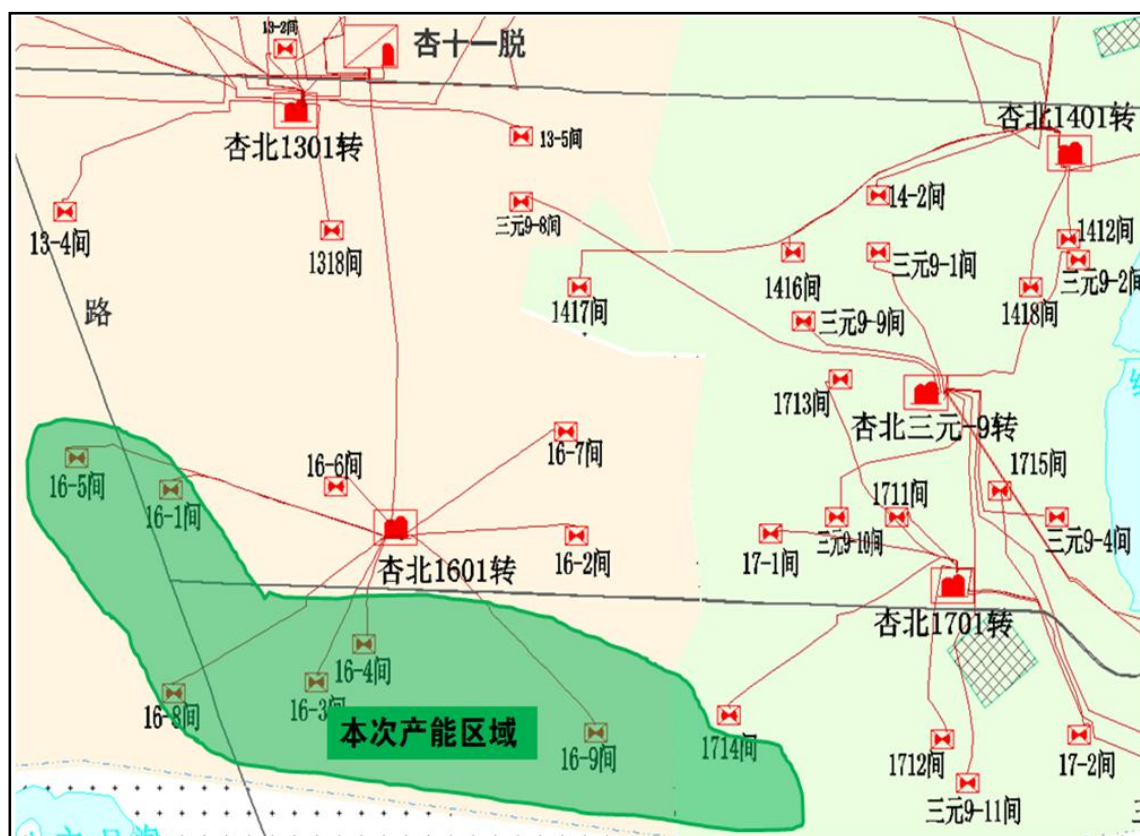 13-2间
杏十一脱
杏北1301转
13-5间
杏北1401转
14-2间
三元9-8间
13-4间
1318间
1412间
三元9-1间
三元9-2间
1416间
1417间
1418间
路
三元9-9间
1713间
杏北三元-9转
16-7间
16-6间
16-5间
1715间
16-1间
1711间
16-2间
17-1间
三元9-10间
三元9-4间
杏北1601转
杏北1701转
16-4间
16-3间
16-8间
本次产能区域
16-9间
1714间
1712间
17-2间
三元9-11间